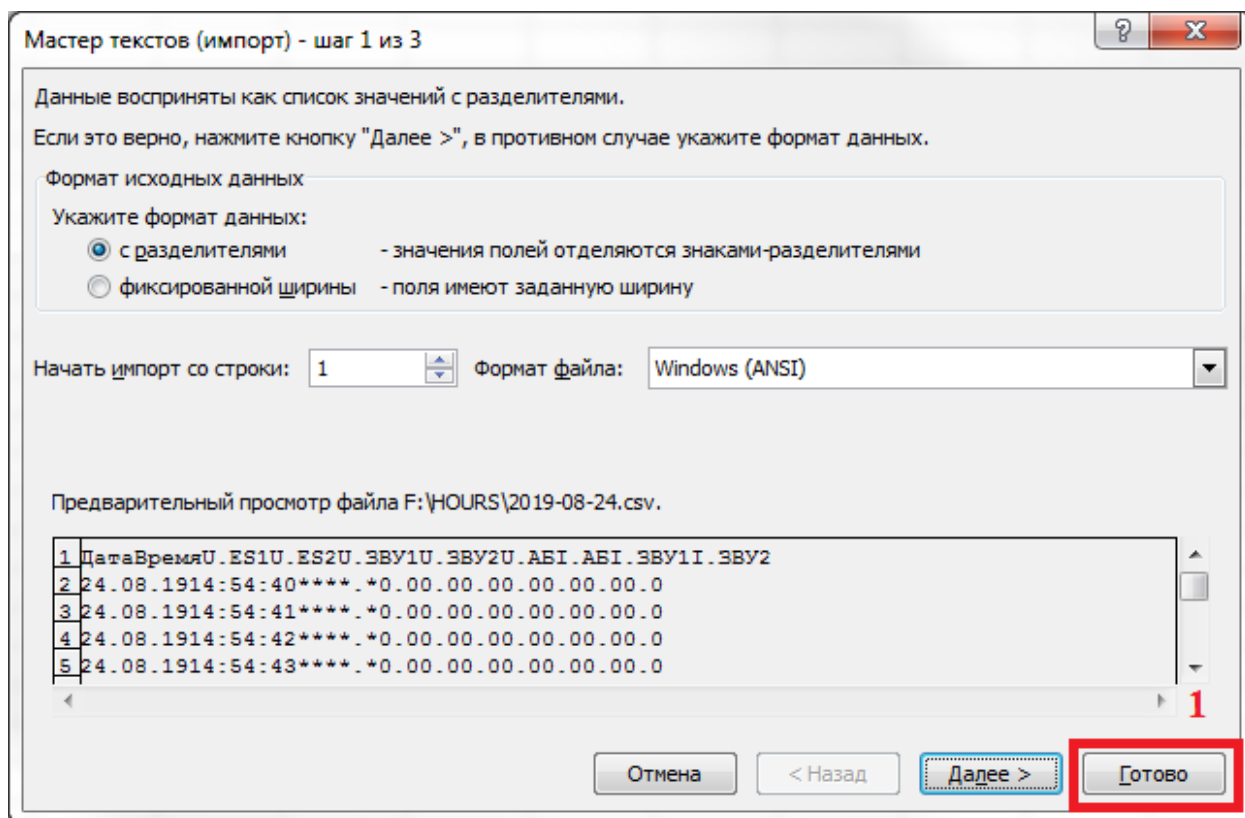 Мастер текстов (импорт) - шаг 1 из 3
Данные восприняты как список значений с разделителями.
Если это верно, нажмите кнопку "Далее >", в противном случае укажите формат данных.
Формат исходных данных
Укажите формат данных:
с разделителями - значения полей отделяются знаками-разделителями
фиксированной ширины - поля имеют заданную ширину
Начать импорт со строки: 1 Формат файла: Windows (ANSI)
Предварительный просмотр файла F:\HOURS\2019-08-24.csv.
1 ДатаВремяU.ES1U.ES2U.ЗВУ1U.ЗВУ2U.АБI.АБI.ЗВУ1I.ЗВУ2
2 24.08.1914:54:40****.*0.00.00.00.00.00.00.0
3 24.08.1914:54:41****.*0.00.00.00.00.00.00.0
4 24.08.1914:54:42****.*0.00.00.00.00.00.00.0
5 24.08.1914:54:43****.*0.00.00.00.00.00.00.0
1
Отмена < Назад Далее > Готово